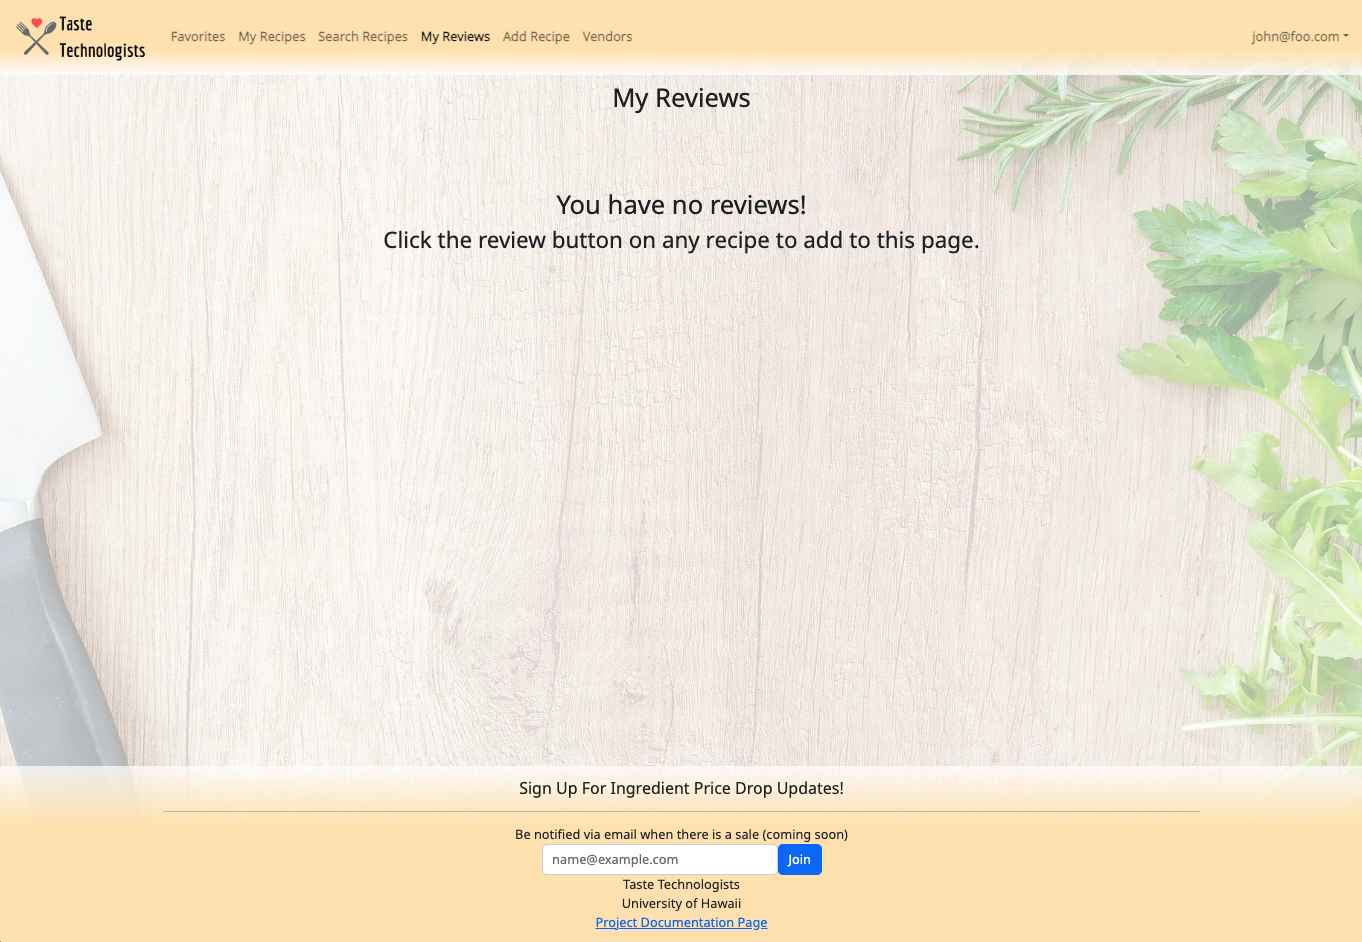 Taste
Technologists
Favorites My Recipes Search Recipes My Reviews Add Recipe Vendors john@foo.com
My Reviews
You have no reviews!
Click the review button on any recipe to add to this page.
Sign Up For Ingredient Price Drop Updates!
Be notified via email when there is a sale (coming soon)
name@example.com Join
Taste Technologists
University of Hawaii
Project Documentation Page